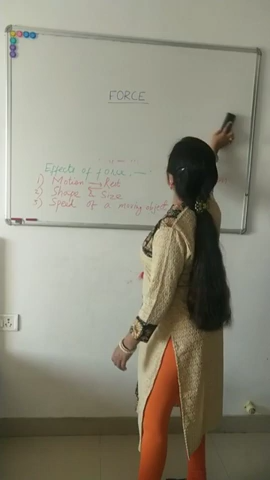 FORCE
Effects of force :-
1) Motion → Rest
2) Shape & Size
3) Speed of a moving object